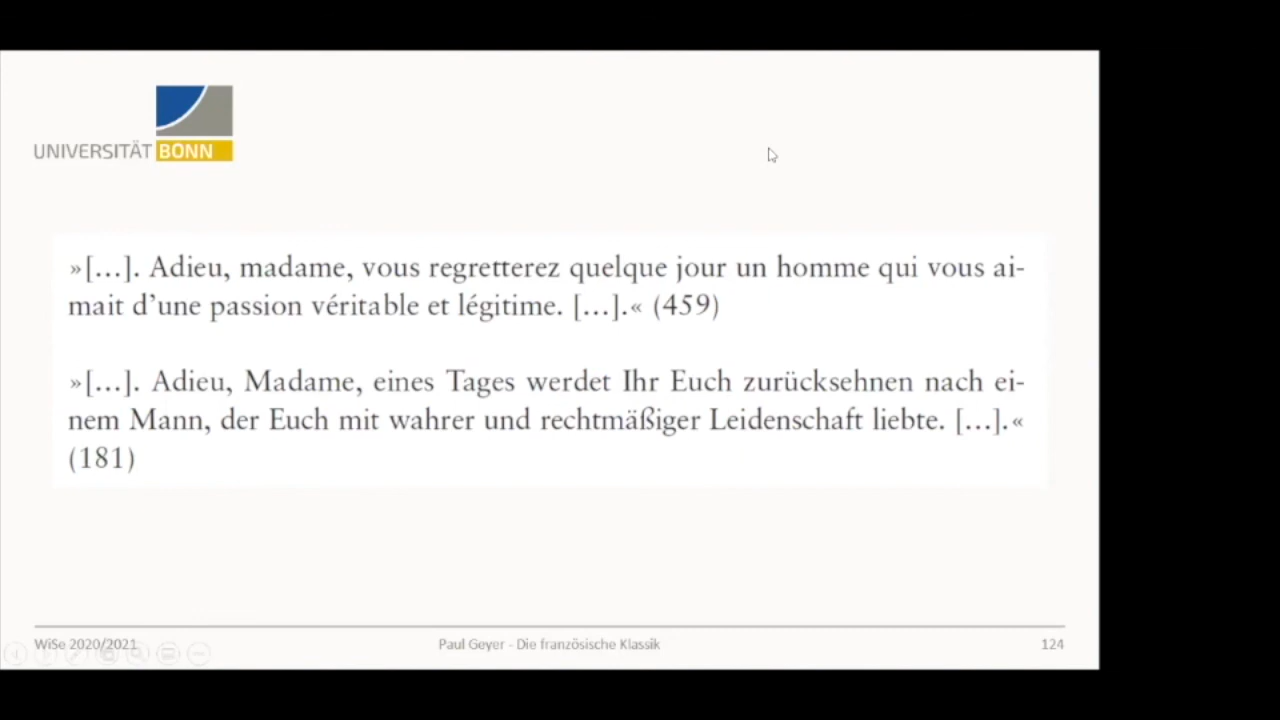 UNIVERSITÄT BONN
»[…]. Adieu, madame, vous regretterez quelque jour un homme qui vous ai-
mait d’une passion véritable et légitime. […].« (459)
»[…]. Adieu, Madame, eines Tages werdet Ihr Euch zurücksehnen nach ei-
nem Mann, der Euch mit wahrer und rechtmäßiger Leidenschaft liebte. […].«
(181)
WiSe 2020/2021 Paul Geyer - Die französische Klassik 124